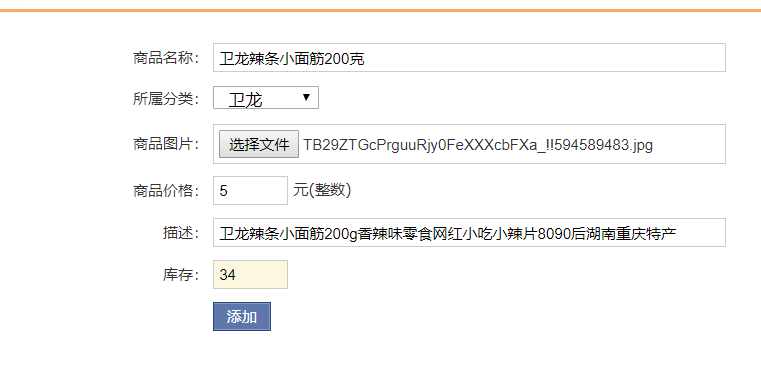 商品名称： 卫龙辣条小面筋200克
所属分类： 卫龙
商品图片： 选择文件 TB29ZTGcPrguuRjy0FeXXXcbFXa_!!594589483.jpg
商品价格： 5 元(整数)
描述： 卫龙辣条小面筋200g香辣味零食网红小吃小辣片8090后湖南重庆特产
库存： 34
添加